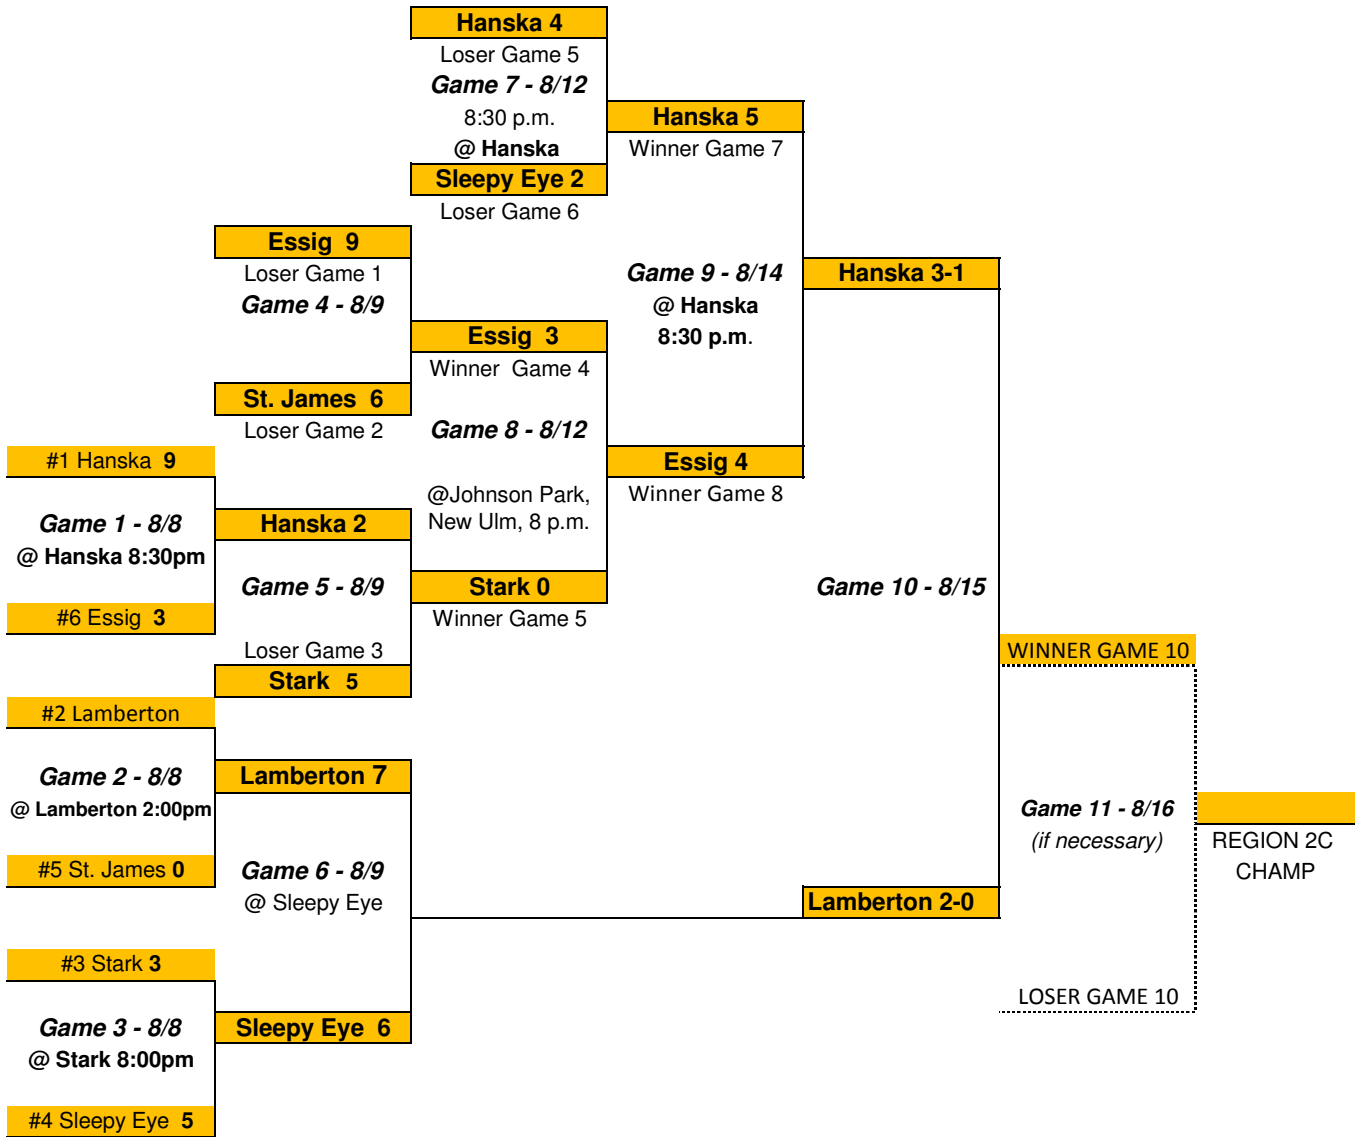 Hanska 4
Loser Game 5
Game 7 - 8/12
8:30 p.m.
@ Hanska
Sleepy Eye 2
Loser Game 6
Hanska 5
Winner Game 7
Essig 9
Loser Game 1
Game 4 - 8/9
St. James 6
Loser Game 2
Essig 3
Winner Game 4
Game 8 - 8/12
@Johnson Park,
New Ulm, 8 p.m.
Stark 0
Winner Game 5
Game 9 - 8/14
@ Hanska
8:30 p.m.
Essig 4
Winner Game 8
Hanska 3-1
#1 Hanska 9
Game 1 - 8/8
@ Hanska 8:30pm
#6 Essig 3
Hanska 2
Game 5 - 8/9
Loser Game 3
Stark 5
#2 Lamberton
Game 2 - 8/8
@ Lamberton 2:00pm
#5 St. James 0
Lamberton 7
Game 6 - 8/9
@ Sleepy Eye
Sleepy Eye 6
#3 Stark 3
Game 3 - 8/8
@ Stark 8:00pm
#4 Sleepy Eye 5
Game 10 - 8/15
Lamberton 2-0
WINNER GAME 10
Game 11 - 8/16
(if necessary)
LOSER GAME 10
REGION 2C
CHAMP